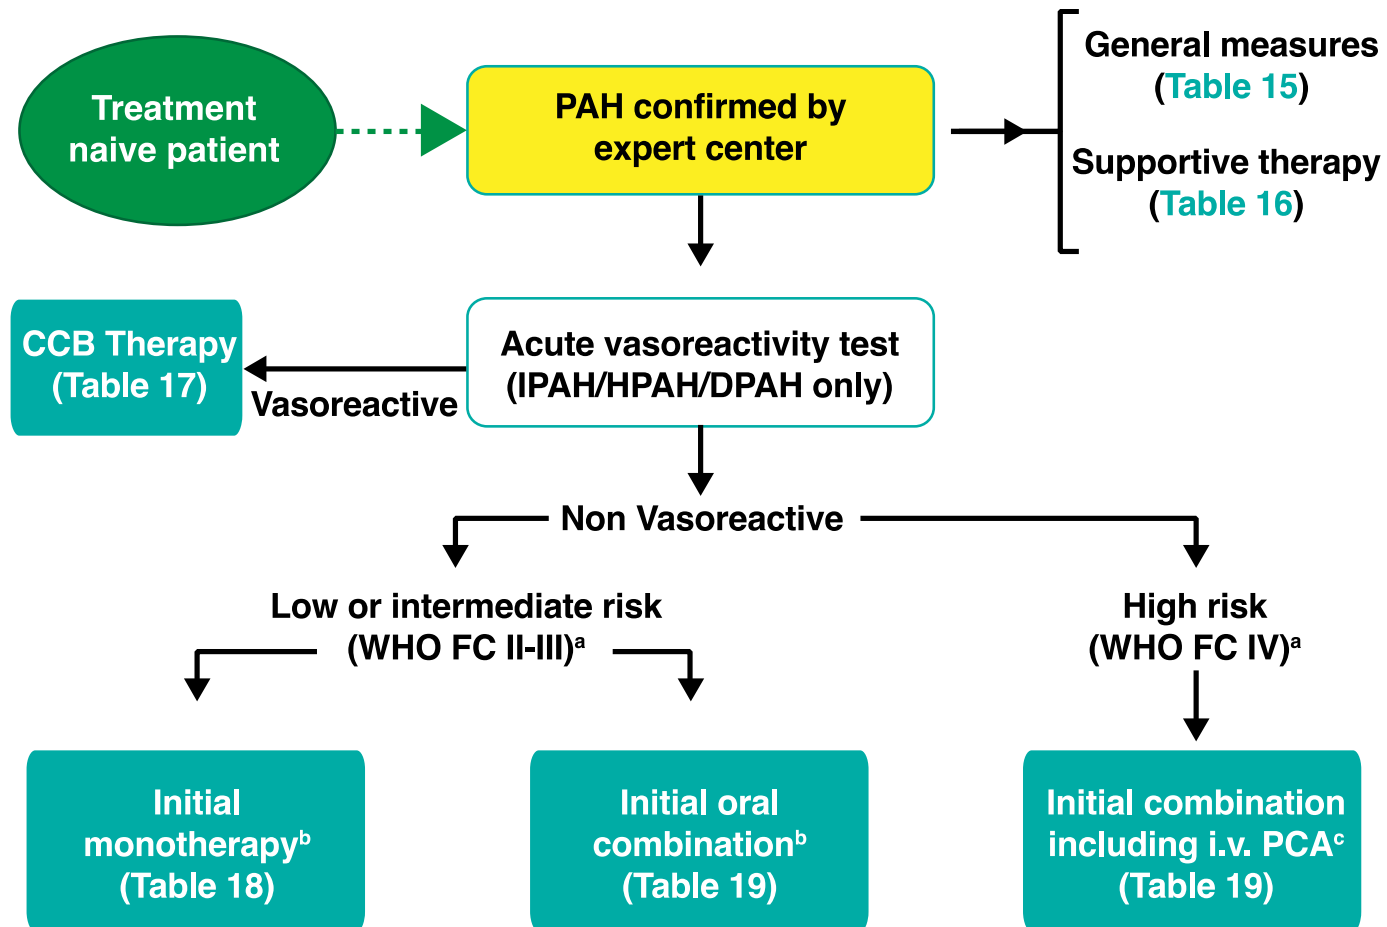 Treatment
naive patient
PAH confirmed by
expert center
General measures
(Table 15)
Supportive therapy
(Table 16)
CCB Therapy
(Table 17)
Vasoreactive
Acute vasoreactivity test
(IPAH/HPAH/DPAH only)
Non Vasoreactive
Low or intermediate risk
(WHO FC II-III)ᵃ
High risk
(WHO FC IV)ᵃ
Initial
monotherapyᵇ
(Table 18)
Initial oral
combinationᵇ
(Table 19)
Initial combination
including i.v. PCAᶜ
(Table 19)